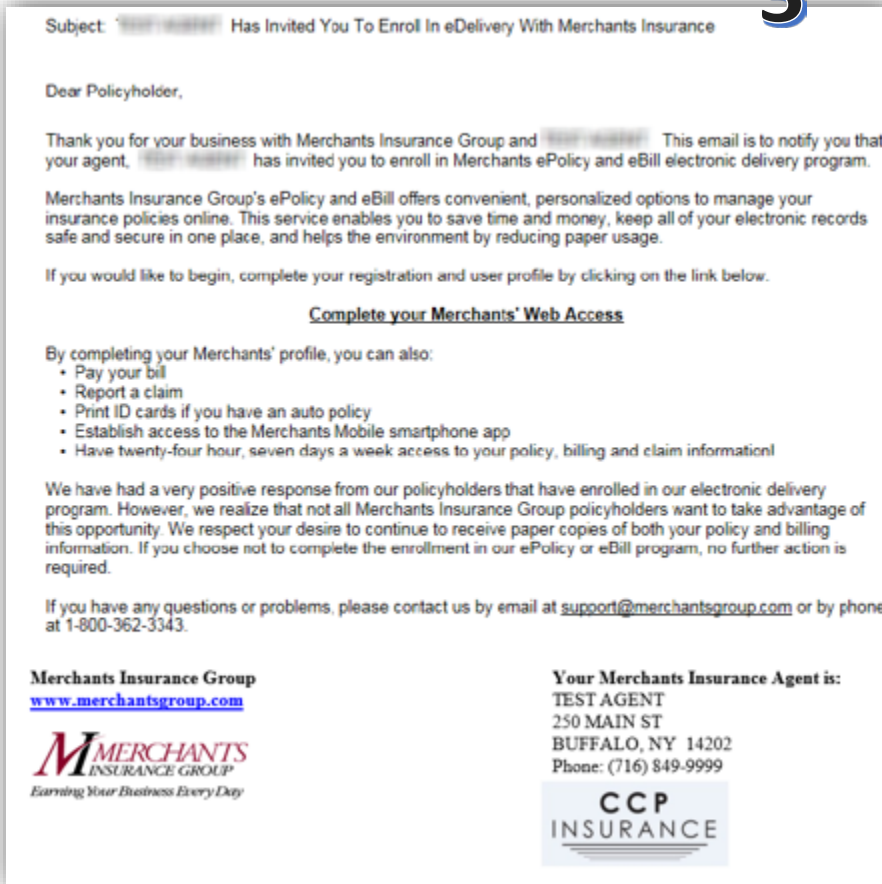 Subject: Has Invited You To Enroll In eDelivery With Merchants Insurance
Dear Policyholder,
Thank you for your business with Merchants Insurance Group and This email is to notify you that
your agent, has invited you to enroll in Merchants ePolicy and eBill electronic delivery program.
Merchants Insurance Group's ePolicy and eBill offers convenient, personalized options to manage your
insurance policies online. This service enables you to save time and money, keep all of your electronic records
safe and secure in one place, and helps the environment by reducing paper usage.
If you would like to begin, complete your registration and user profile by clicking on the link below.
Complete your Merchants' Web Access
By completing your Merchants' profile, you can also:
• Pay your bill
• Report a claim
• Print ID cards if you have an auto policy
• Establish access to the Merchants Mobile smartphone app
• Have twenty-four hour, seven days a week access to your policy, billing and claim information!
We have had a very positive response from our policyholders that have enrolled in our electronic delivery
program. However, we realize that not all Merchants Insurance Group policyholders want to take advantage of
this opportunity. We respect your desire to continue to receive paper copies of both your policy and billing
information. If you choose not to complete the enrollment in our ePolicy or eBill program, no further action is
required.
If you have any questions or problems, please contact us by email at support@merchantsgroup.com or by phone
at 1-800-362-3343.
Merchants Insurance Group
www.merchantsgroup.com
MERCHANTS
INSURANCE GROUP
Earning Your Business Every Day
Your Merchants Insurance Agent is:
TEST AGENT
250 MAIN ST
BUFFALO, NY 14202
Phone: (716) 849-9999
CCP
INSURANCE